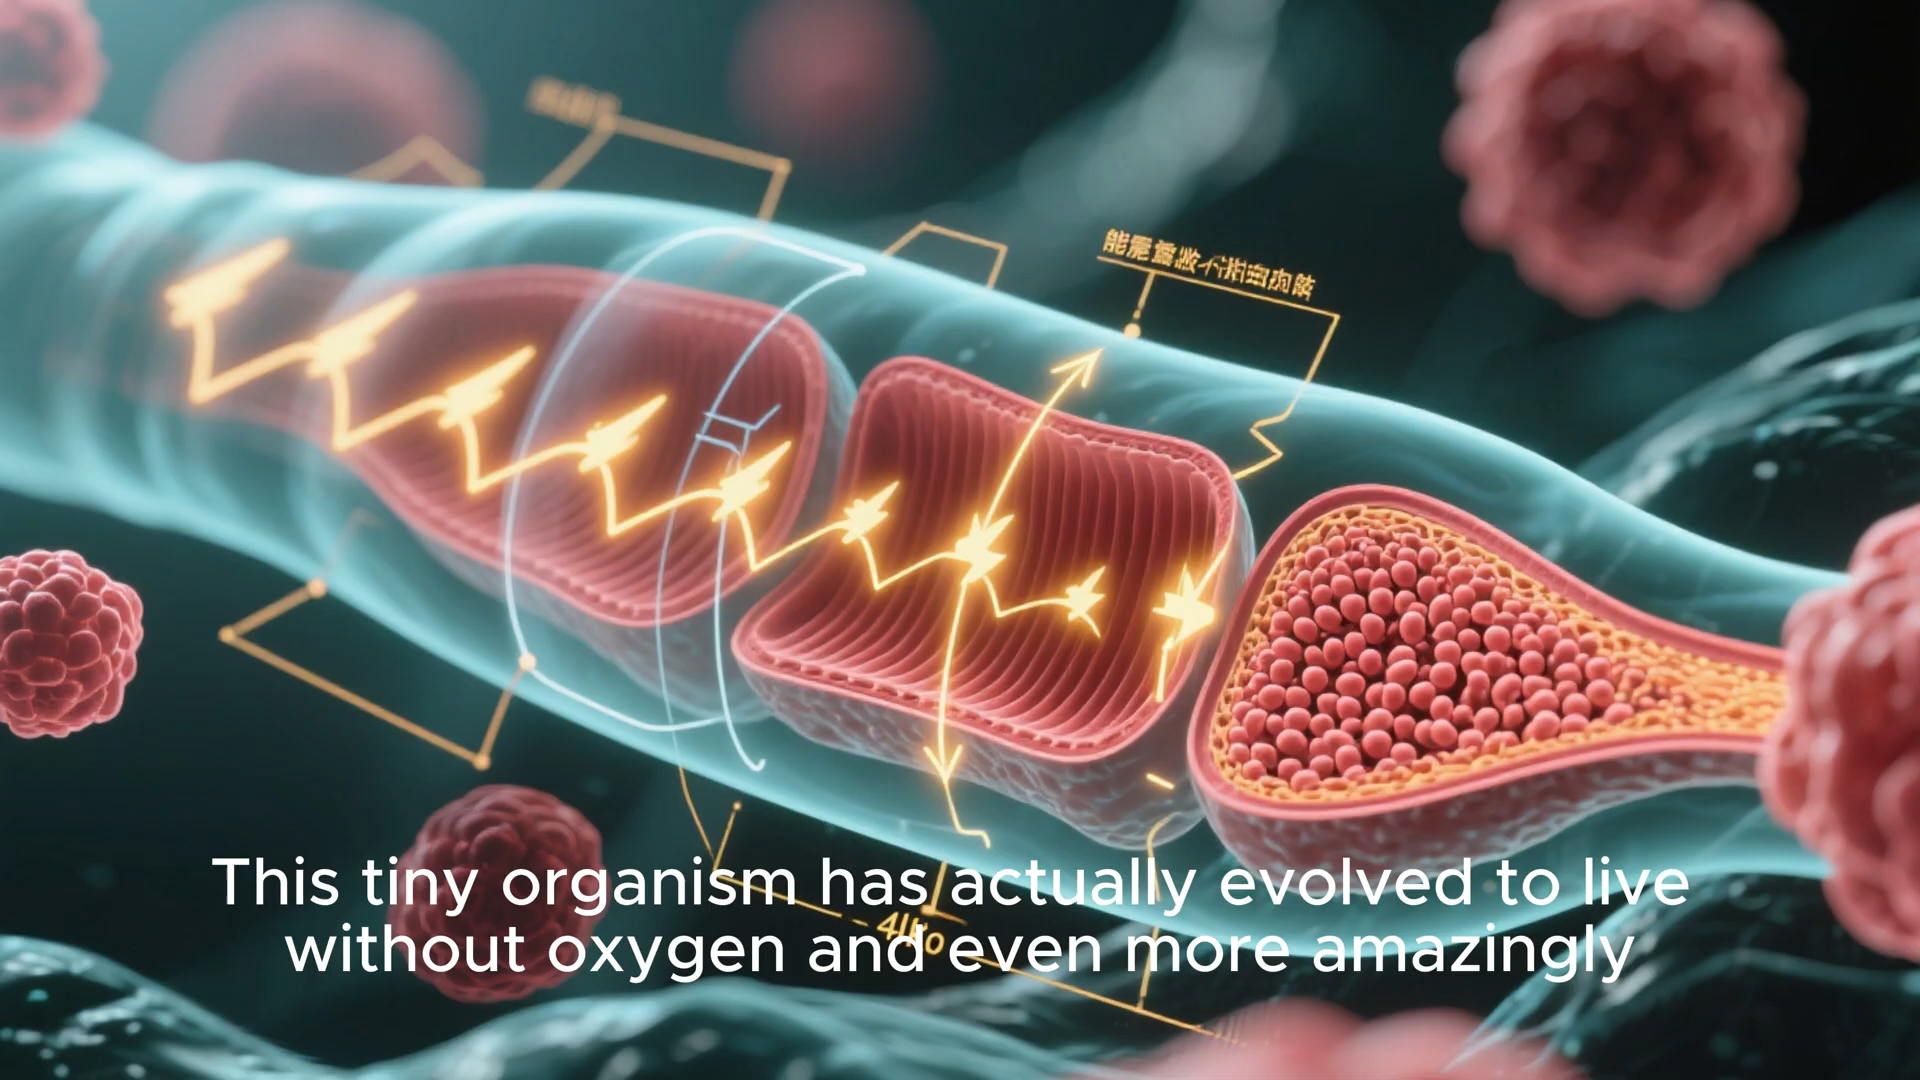 This tiny organism has actually evolved to live
without oxygen and even more amazingly